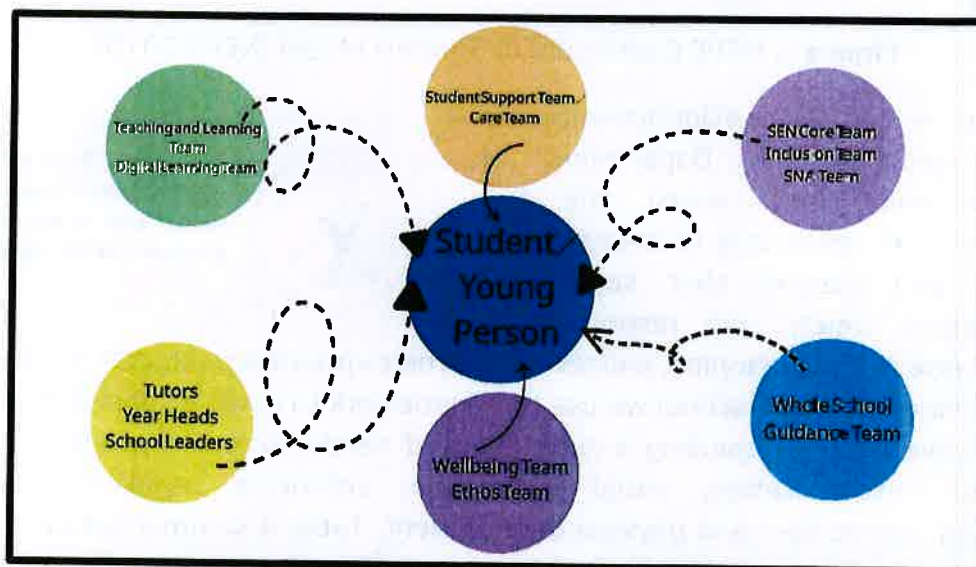 Teaching and Learning
Team
Digital Learning Team
Student Support Team/
Care Team
SEN Core Team
Inclusion Team
SNA Team
Student/
Young
Person
Tutors
Year Heads
School Leaders
Wellbeing Team
Ethos Team
Whole School
Guidance Team